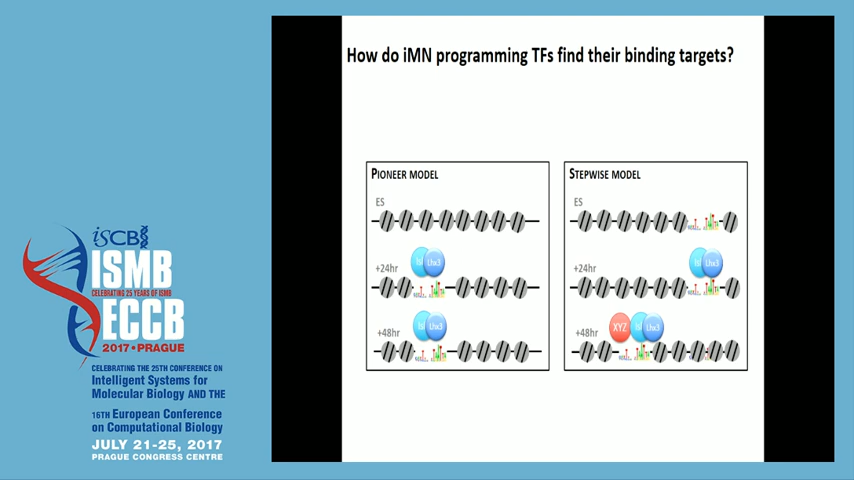 How do iMN programming TFs find their binding targets?
PIONEER MODEL
ES
+24hr
Isl Lhx3
+48hr
Isl Lhx3
STEPWISE MODEL
ES
+24hr
Isl Lhx3
+48hr
XYZ Isl Lhx3
iSCB
ISMB
CELEBRATING 25 YEARS OF ISMB
ECCB
2017 • PRAGUE
CELEBRATING THE 25TH CONFERENCE ON
Intelligent Systems for
Molecular Biology AND THE
16TH European Conference
on Computational Biology
JULY 21-25, 2017
PRAGUE CONGRESS CENTRE